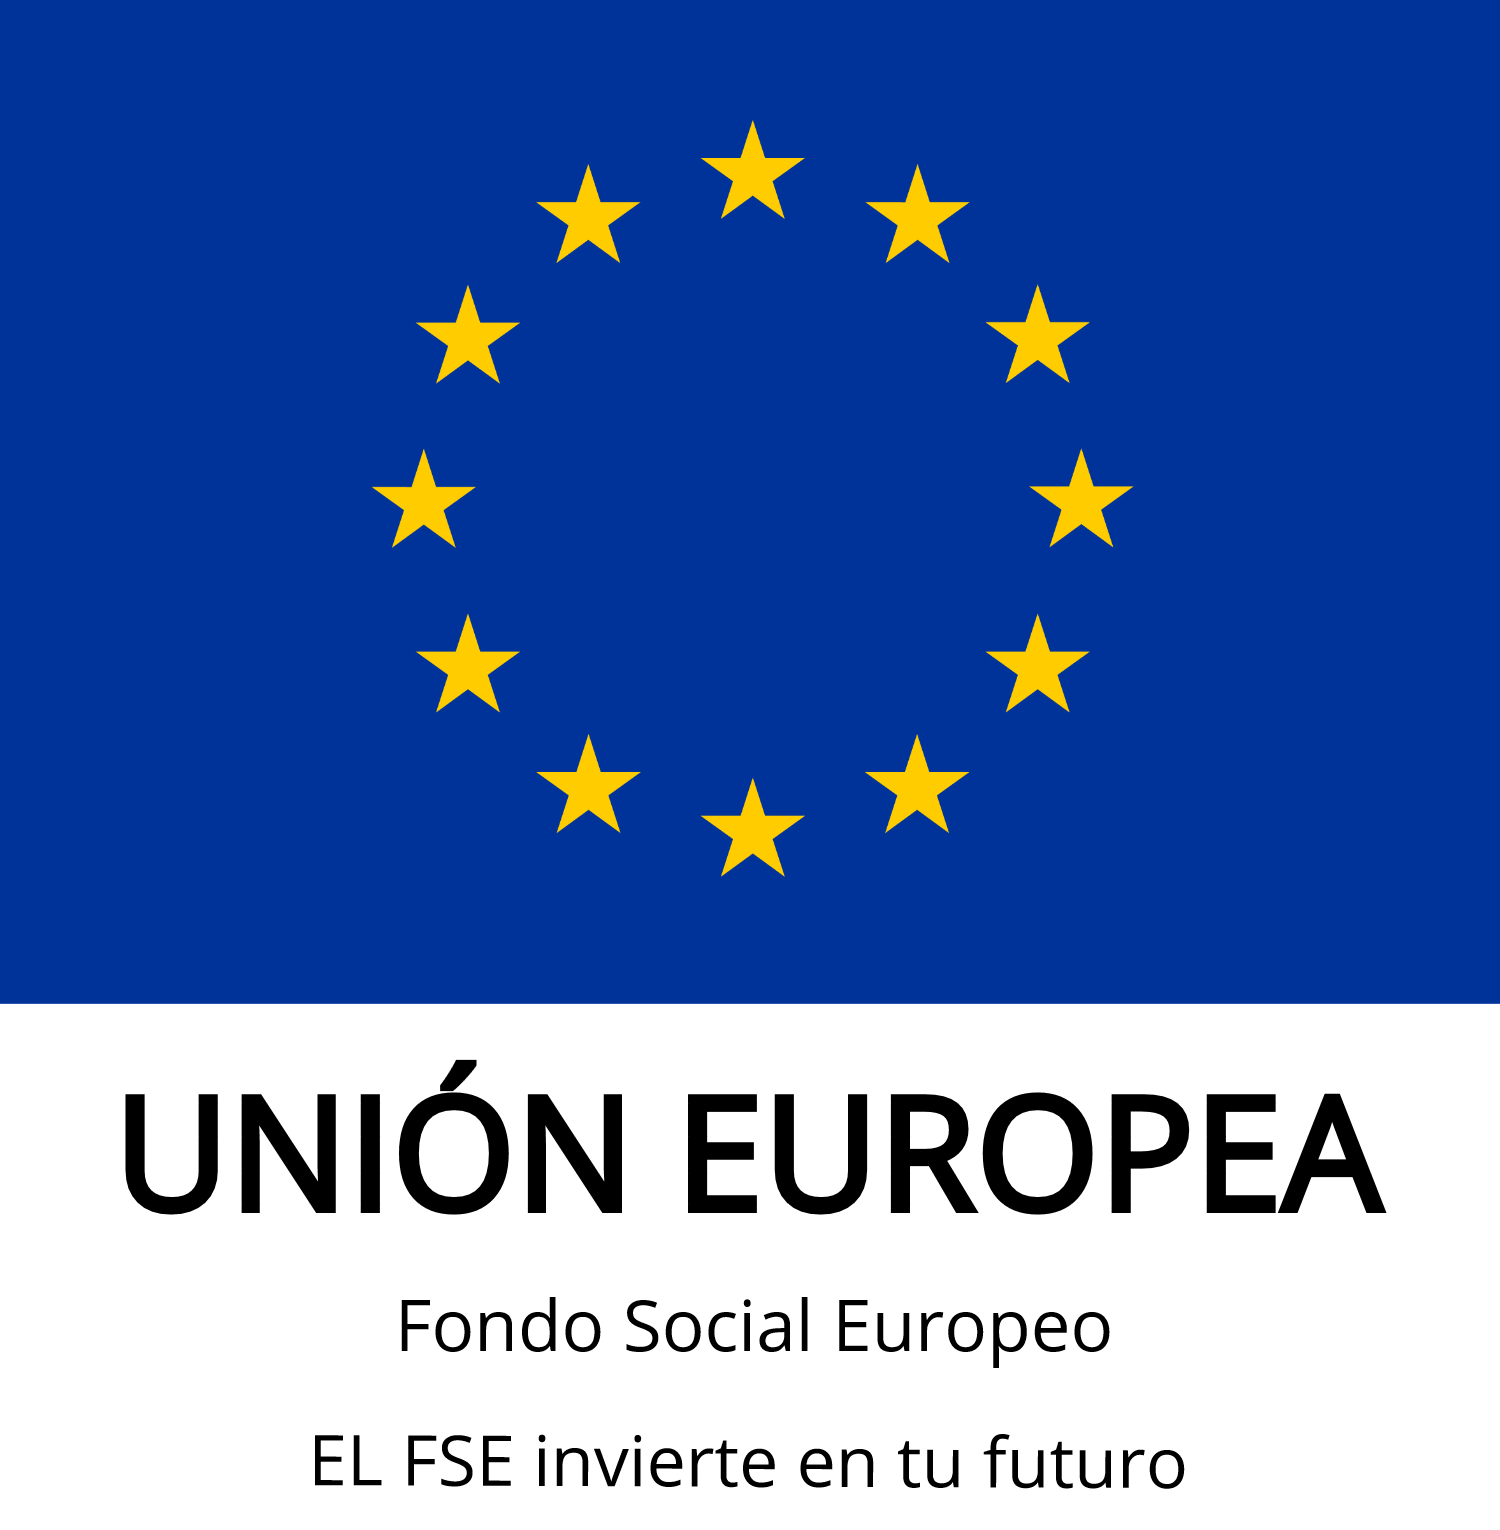 UNIÓN EUROPEA
Fondo Social Europeo
EL FSE invierte en tu futuro